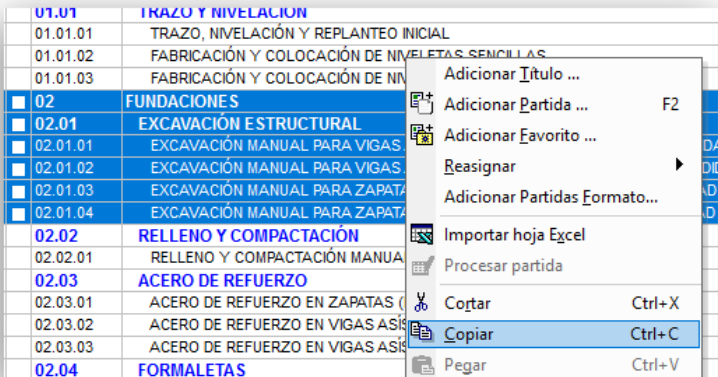 01.01 TRAZO Y NIVELACIÓN
01.01.01 TRAZO, NIVELACIÓN Y REPLANTEO INICIAL
01.01.02 FABRICACIÓN Y COLOCACIÓN DE NIVELETAS SENCILLAS
01.01.03 FABRICACIÓN Y COLOCACIÓN DE NIV
02 FUNDACIONES
02.01 EXCAVACIÓN ESTRUCTURAL
02.01.01 EXCAVACIÓN MANUAL PARA VIGAS
02.01.02 EXCAVACIÓN MANUAL PARA VIGAS
02.01.03 EXCAVACIÓN MANUAL PARA ZAPATA
02.01.04 EXCAVACIÓN MANUAL PARA ZAPATA
02.02 RELLENO Y COMPACTACIÓN
02.02.01 RELLENO Y COMPACTACIÓN MANUA
02.03 ACERO DE REFUERZO
02.03.01 ACERO DE REFUERZO EN ZAPATAS (
02.03.02 ACERO DE REFUERZO EN VIGAS ASÍS
02.03.03 ACERO DE REFUERZO EN VIGAS ASÍS
02.04 FORMALETAS
Adicionar Título ...
Adicionar Partida ... F2
Adicionar Favorito ...
Reasignar
Adicionar Partidas Formato...
Importar hoja Excel
Procesar partida
Cortar Ctrl+X
Copiar Ctrl+C
Pegar Ctrl+V